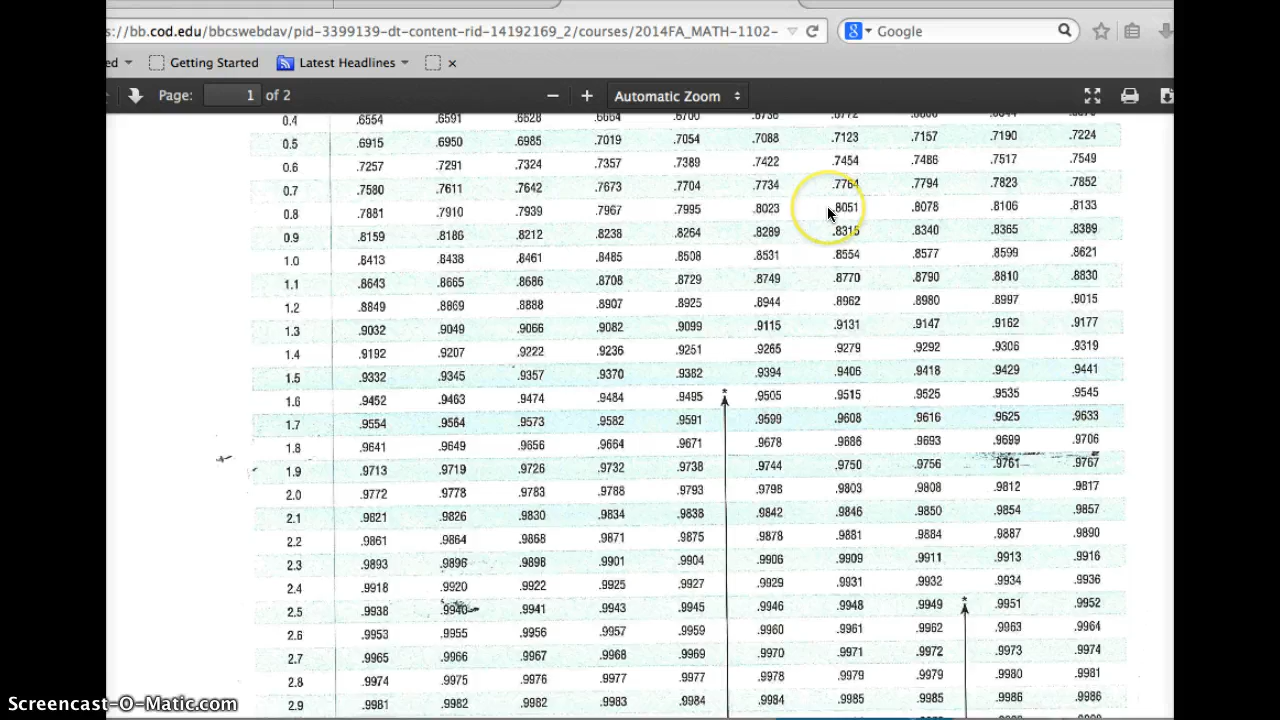 s://bb.cod.edu/bbcswebdav/pid-3399139-dt-content-rid-14192169_2/courses/2014FA_MATH-1102- Google
ed Getting Started Latest Headlines
Page: 1 of 2 Automatic Zoom
0.4 .6554 .6591 .6628 .6664 .6700 .6736 .6772
0.5 .6915 .6950 .6985 .7019 .7054 .7088 .7123 .7157 .7190 .7224
0.6 .7257 .7291 .7324 .7357 .7389 .7422 .7454 .7486 .7517 .7549
0.7 .7580 .7611 .7642 .7673 .7704 .7734 .7764 .7794 .7823 .7852
0.8 .7881 .7910 .7939 .7967 .7995 .8023 .8051 .8078 .8106 .8133
0.9 .8159 .8186 .8212 .8238 .8264 .8289 .8315 .8340 .8365 .8389
1.0 .8413 .8438 .8461 .8485 .8508 .8531 .8554 .8577 .8599 .8621
1.1 .8643 .8665 .8686 .8708 .8729 .8749 .8770 .8790 .8810 .8830
1.2 .8849 .8869 .8888 .8907 .8925 .8944 .8962 .8980 .8997 .9015
1.3 .9032 .9049 .9066 .9082 .9099 .9115 .9131 .9147 .9162 .9177
1.4 .9192 .9207 .9222 .9236 .9251 .9265 .9279 .9292 .9306 .9319
1.5 .9332 .9345 .9357 .9370 .9382 .9394 .9406 .9418 .9429 .9441
1.6 .9452 .9463 .9474 .9484 .9495 * .9505 .9515 .9525 .9535 .9545
1.7 .9554 .9564 .9573 .9582 .9591 .9599 .9608 .9616 .9625 .9633
1.8 .9641 .9649 .9656 .9664 .9671 .9678 .9686 .9693 .9699 .9706
1.9 .9713 .9719 .9726 .9732 .9738 .9744 .9750 .9756 .9761 .9767
2.0 .9772 .9778 .9783 .9788 .9793 .9798 .9803 .9808 .9812 .9817
2.1 .9821 .9826 .9830 .9834 .9838 .9842 .9846 .9850 .9854 .9857
2.2 .9861 .9864 .9868 .9871 .9875 .9878 .9881 .9884 .9887 .9890
2.3 .9893 .9896 .9898 .9901 .9904 .9906 .9909 .9911 .9913 .9916
2.4 .9918 .9920 .9922 .9925 .9927 .9929 .9931 .9932 .9934 .9936
2.5 .9938 .9940 .9941 .9943 .9945 .9946 .9948 .9949 * .9951 .9952
2.6 .9953 .9955 .9956 .9957 .9959 .9960 .9961 .9962 .9963 .9964
2.7 .9965 .9966 .9967 .9968 .9969 .9970 .9971 .9972 .9973 .9974
2.8 .9974 .9975 .9976 .9977 .9977 .9978 .9979 .9979 .9980 .9981
2.9 .9981 .9982 .9982 .9983 .9984 .9984 .9985 .9985 .9986 .9986
Screencast-O-Matic.com